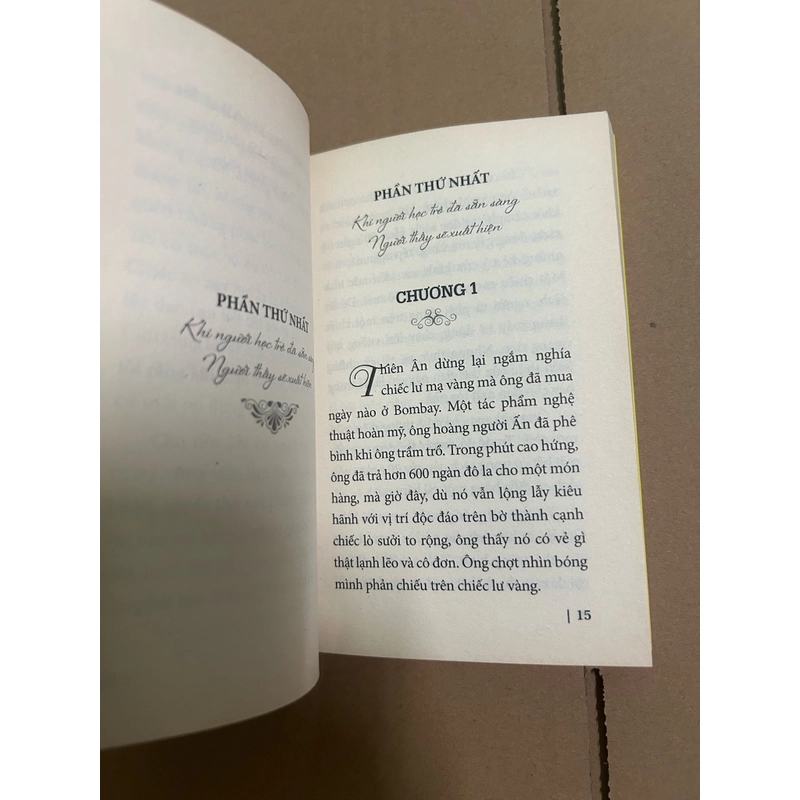 PHẦN THỨ NHẤT
Khi người học trò đã sẵn sàng
Người thầy sẽ xuất hiện
PHẦN THỨ NHẤT
Khi người học trò đã sẵn sàng
Người thầy sẽ xuất hiện
CHƯƠNG 1
Thiên Ân dừng lại ngắm nghía
chiếc lư mạ vàng mà ông đã mua
ngày nào ở Bombay. Một tác phẩm nghệ
thuật hoàn mỹ, ông hoàng người Ấn đã phê
bình khi ông trầm trồ. Trong phút cao hứng,
ông đã trả hơn 600 ngàn đô la cho một món
hàng, mà giờ đây, dù nó vẫn lộng lẫy kiêu
hãnh với vị trí độc đáo trên bờ thành cạnh
chiếc lò sưởi to rộng, ông thấy nó có vẻ gì
thật lạnh lẽo và cô đơn. Ông chợt nhìn bóng
mình phản chiếu trên chiếc lư vàng.
| 15